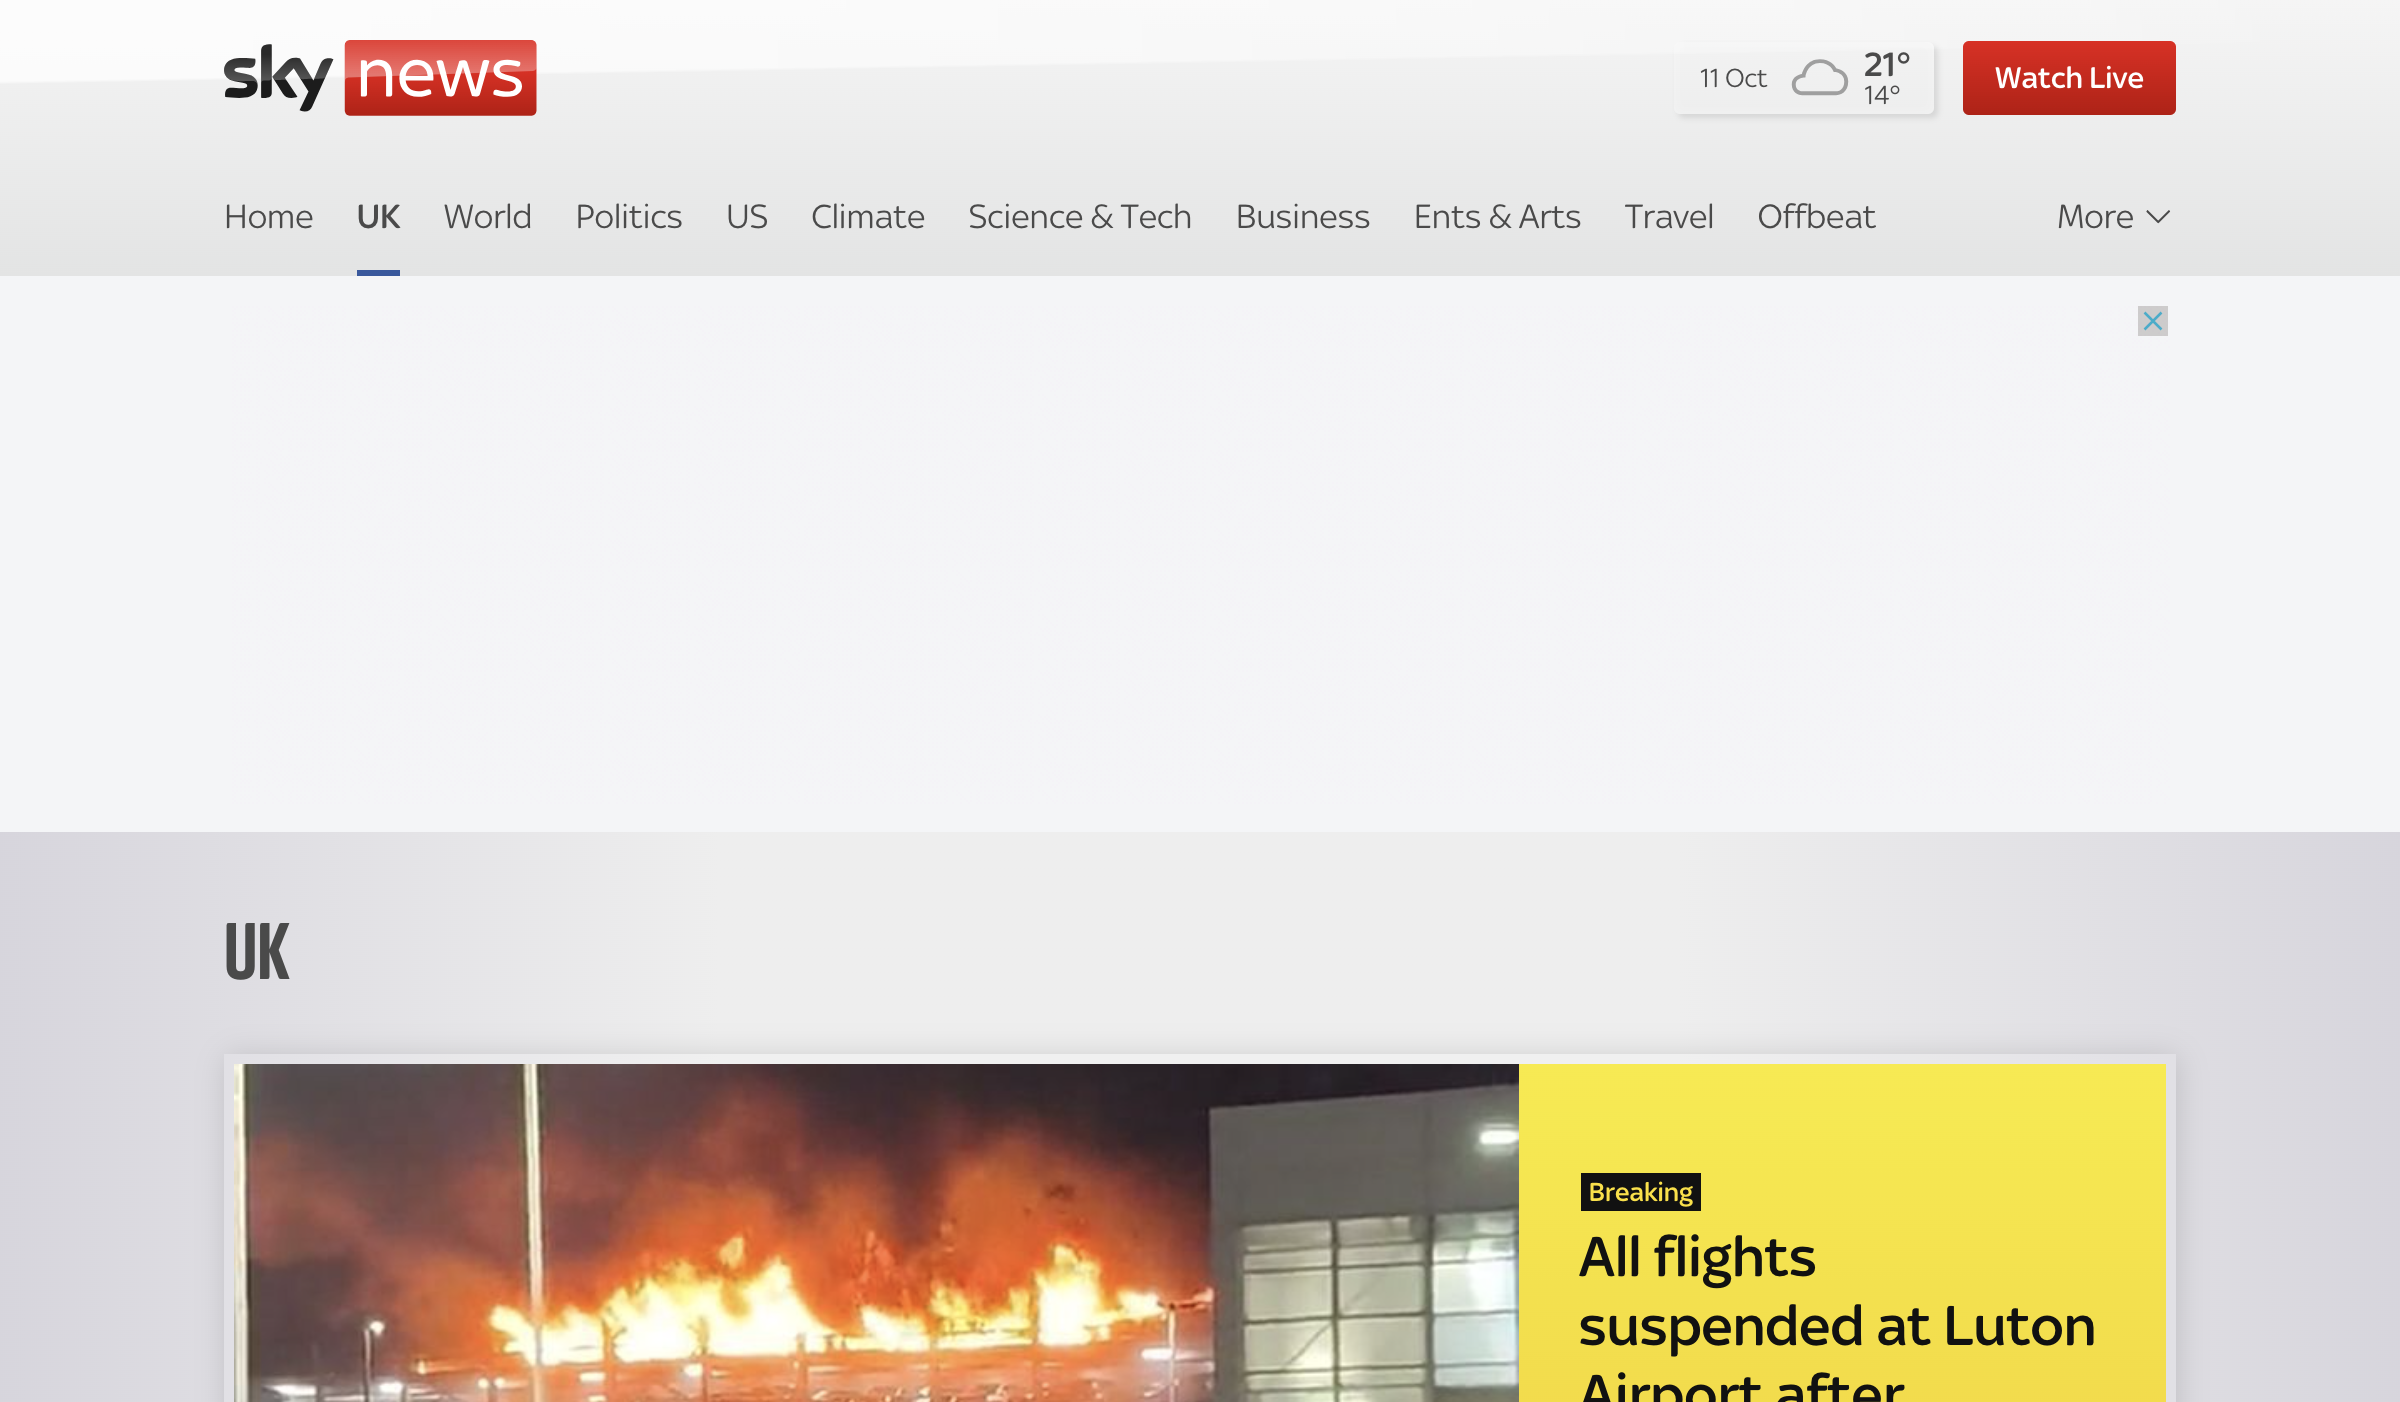 sky news
11 Oct
21°
14°
Watch Live
Home UK World Politics US Climate Science & Tech Business Ents & Arts Travel Offbeat More
UK
Breaking
All flights
suspended at Luton
Airport after